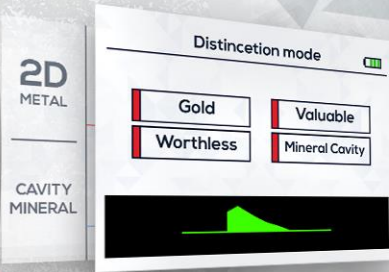 Distincetion mode
2D
METAL
CAVITY
MINERAL
Gold
Valuable
Worthless
Mineral Cavity